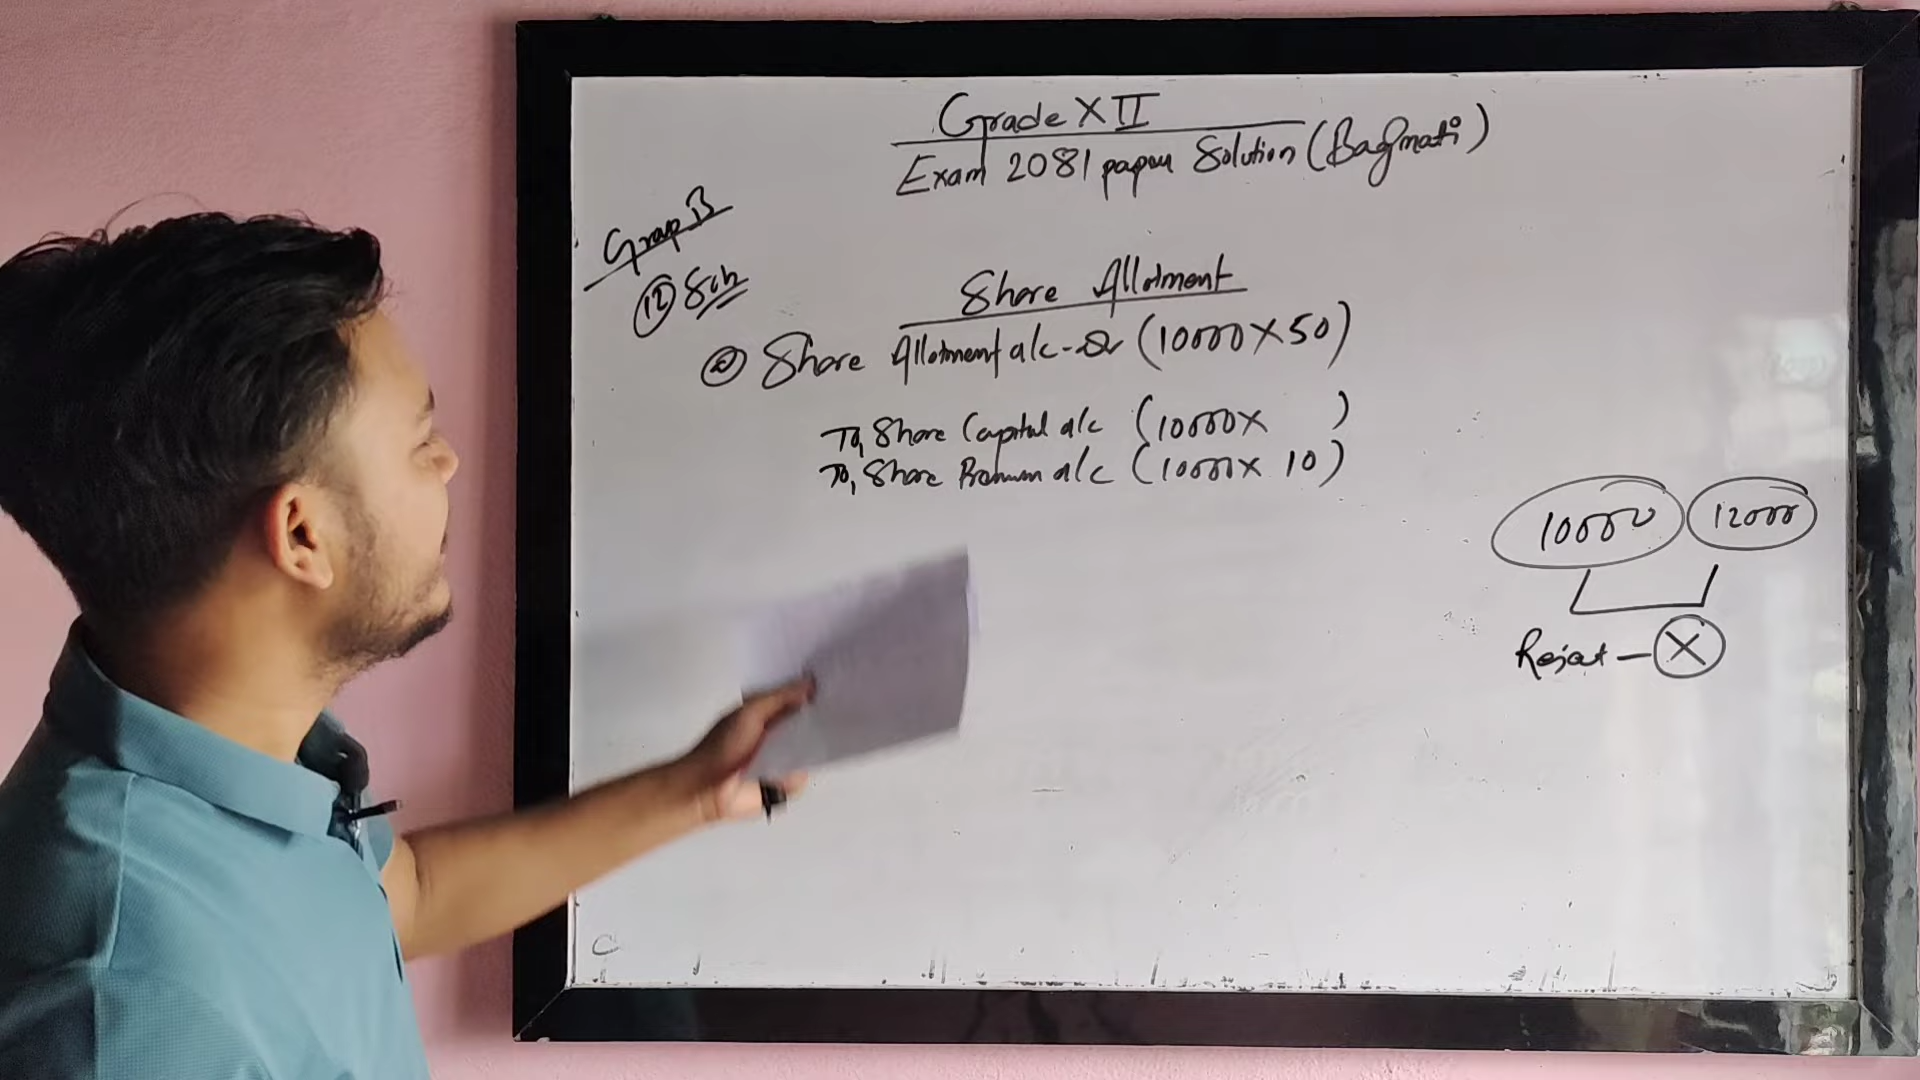 Grade XII
Exam 2081 paper Solution (Bagmati)
Group B
(12) Soln
Share Allotment
a) Share Allotment a/c - Dr (10000 X 50)
To, Share Capital a/c (10000 X )
To, Share Premium a/c (10000 X 10)
10000 12000
Reject - X